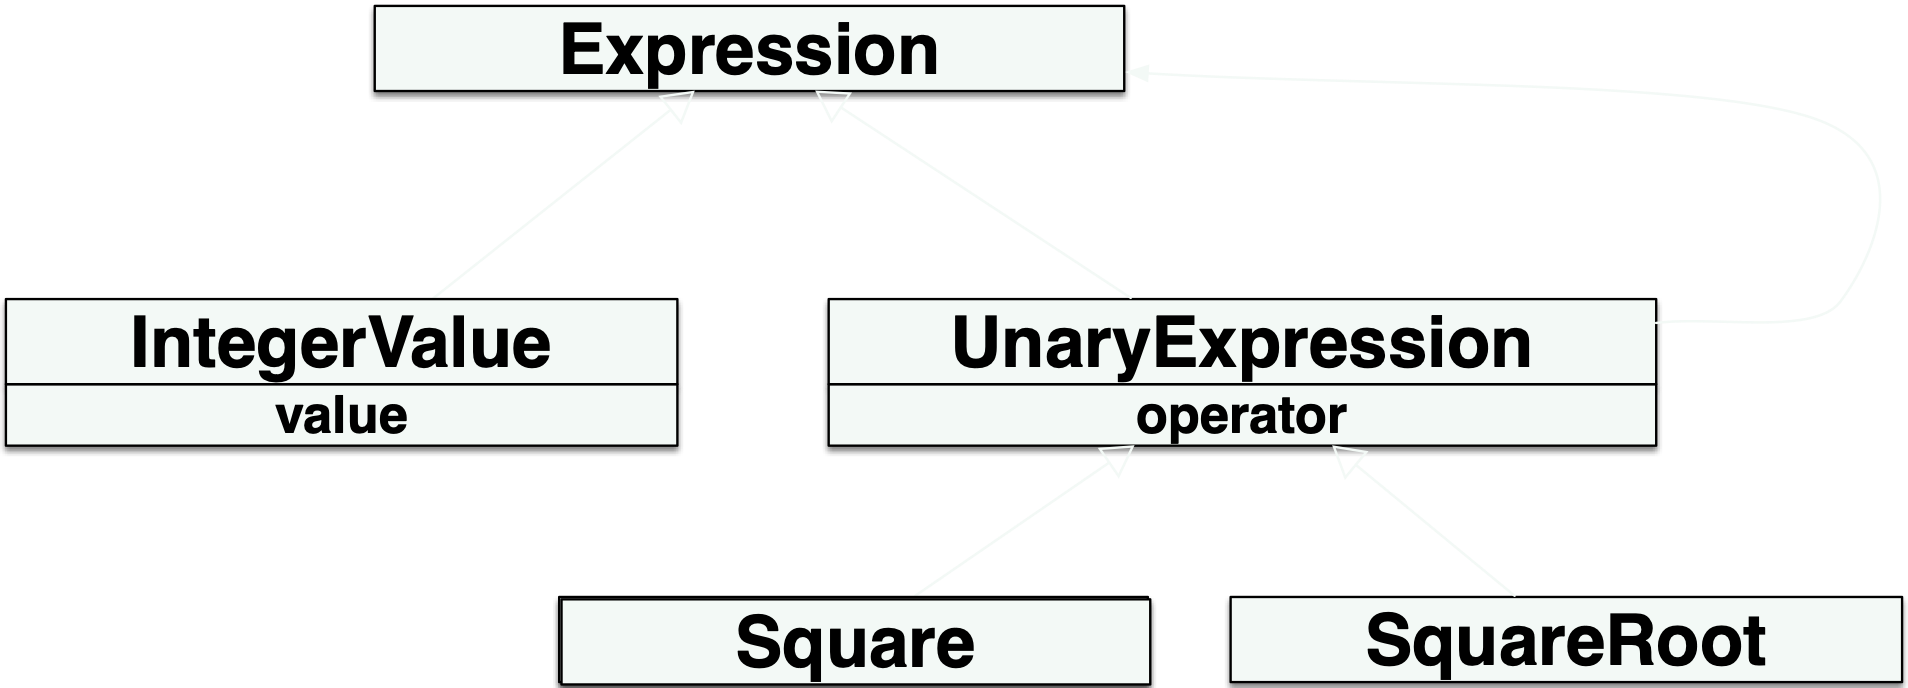 Expression
IntegerValue
value
UnaryExpression
operator
Square
SquareRoot